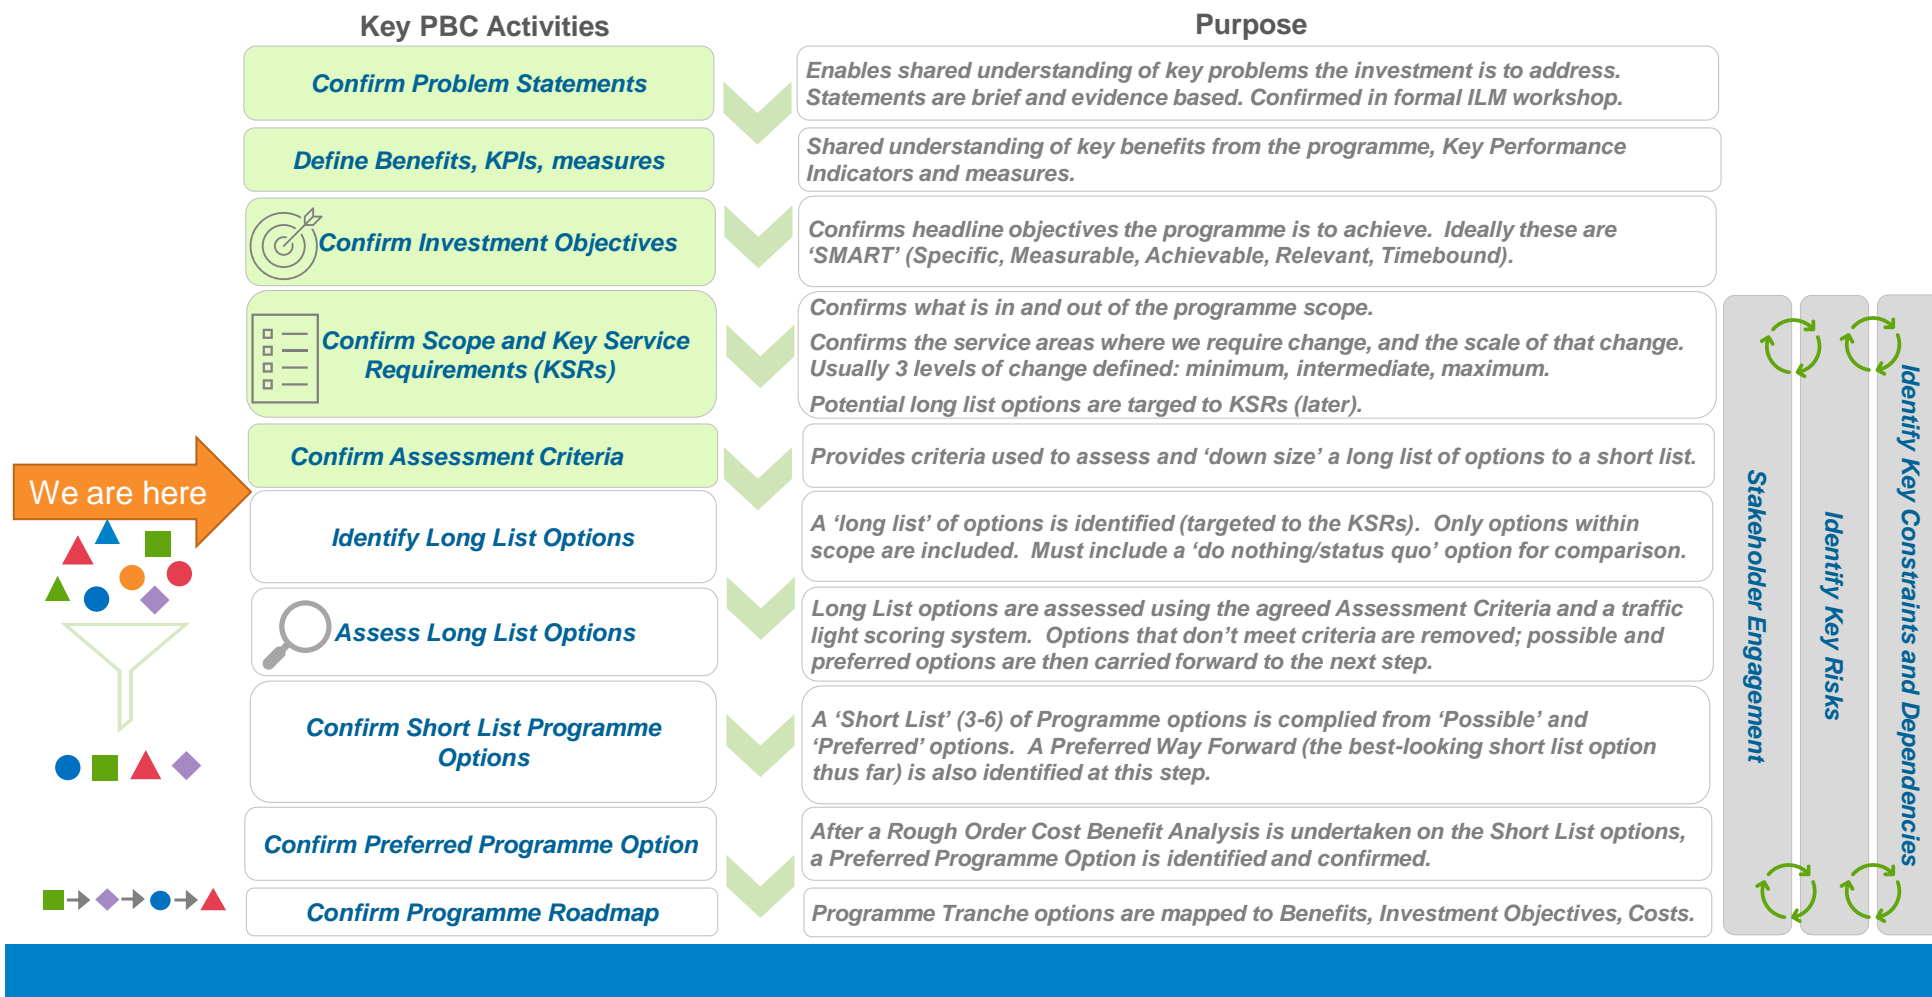 Key PBC Activities
Purpose
Confirm Problem Statements
Enables shared understanding of key problems the investment is to address.
Statements are brief and evidence based. Confirmed in formal ILM workshop.
Define Benefits, KPIs, measures
Shared understanding of key benefits from the programme, Key Performance
Indicators and measures.
Confirm Investment Objectives
Confirms headline objectives the programme is to achieve.  Ideally these are
‘SMART’ (Specific, Measurable, Achievable, Relevant, Timebound).
Confirm Scope and Key Service
Requirements (KSRs)
Confirms what is in and out of the programme scope.
Confirms the service areas where we require change, and the scale of that change.
Usually 3 levels of change defined: minimum, intermediate, maximum.
Potential long list options are targed to KSRs (later).
Confirm Assessment Criteria
Provides criteria used to assess and ‘down size’ a long list of options to a short list.
We are here
Identify Long List Options
A ‘long list’ of options is identified (targeted to the KSRs).  Only options within
scope are included.  Must include a ‘do nothing/status quo’ option for comparison.
Assess Long List Options
Long List options are assessed using the agreed Assessment Criteria and a traffic
light scoring system.  Options that don’t meet criteria are removed; possible and
preferred options are then carried forward to the next step.
Confirm Short List Programme
Options
A ‘Short List’ (3-6) of Programme options is complied from ‘Possible’ and
‘Preferred’ options.  A Preferred Way Forward (the best-looking short list option
thus far) is also identified at this step.
Confirm Preferred Programme Option
After a Rough Order Cost Benefit Analysis is undertaken on the Short List options,
a Preferred Programme Option is identified and confirmed.
Confirm Programme Roadmap
Programme Tranche options are mapped to Benefits, Investment Objectives, Costs.
Stakeholder Engagement
Identify Key Risks
Identify Key Constraints and Dependencies